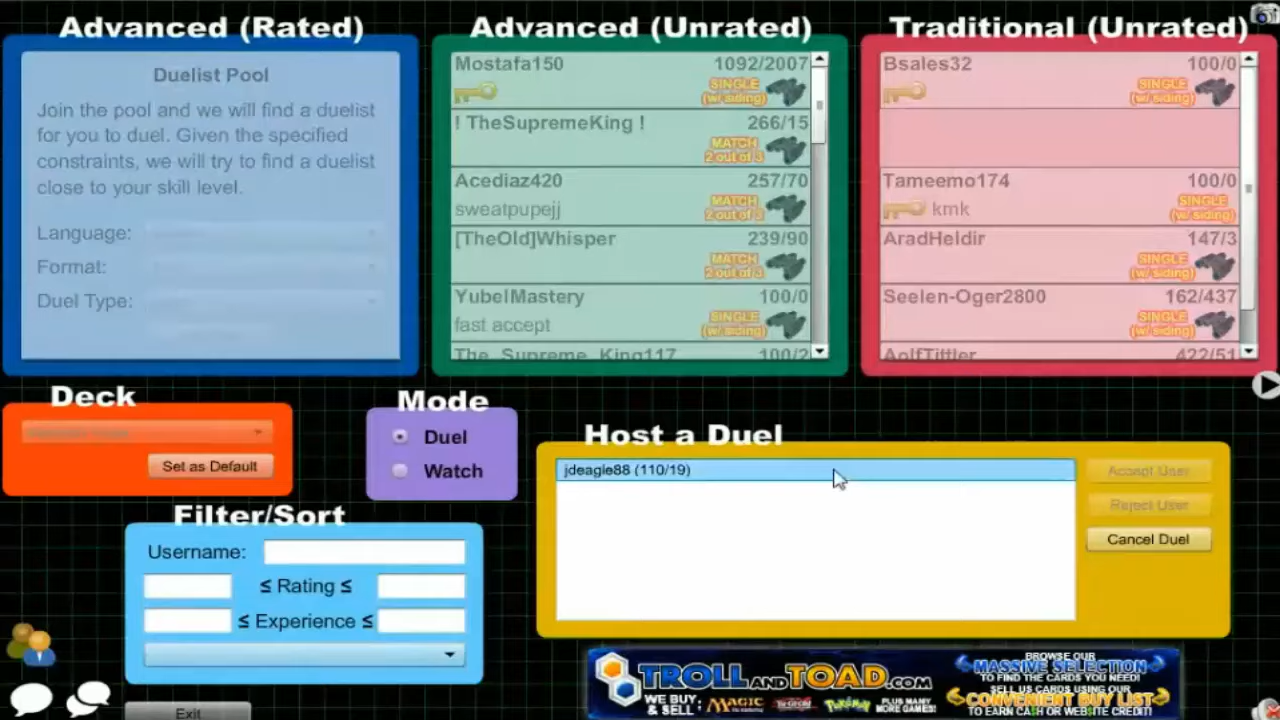 Advanced (Rated)
Duelist Pool
Join the pool and we will find a duelist
for you to duel. Given the specified
constraints, we will try to find a duelist
close to your skill level.
Language:
Format:
Duel Type:
Advanced (Unrated)
Mostafa150 1092/2007
SINGLE
(w/ siding)
! TheSupremeKing ! 266/15
MATCH
2 out of 3
Acediaz420 257/70
sweatpupejj MATCH
2 out of 3
[TheOld]Whisper 239/90
MATCH
2 out of 3
YubelMastery 100/0
fast accept SINGLE
(w/ siding)
The_Supreme_King117 100/2
Traditional (Unrated)
Bsales32 100/0
SINGLE
(w/ siding)
Tameemo174 100/0
kmk SINGLE
(w/ siding)
AradHeldir 147/3
SINGLE
(w/ siding)
Seelen-Oger2800 162/437
SINGLE
(w/ siding)
AolfTittler 422/51
Deck
Set as Default
Mode
Duel
Watch
Filter/Sort
Username:
≤ Rating ≤
≤ Experience ≤
Exit
Host a Duel
jdeagle88 (110/19)
Accept User
Reject User
Cancel Duel
TROLL AND TOAD.COM
WE BUY
& SELL: MAGIC Pokémon PLUS MANY
MORE GAMES!
BROWSE OUR
MASSIVE SELECTION
TO FIND THE CARDS YOU NEED!
SELL US CARDS USING OUR
CONVENIENT BUY LIST
TO EARN CASH OR WEBSITE CREDIT!